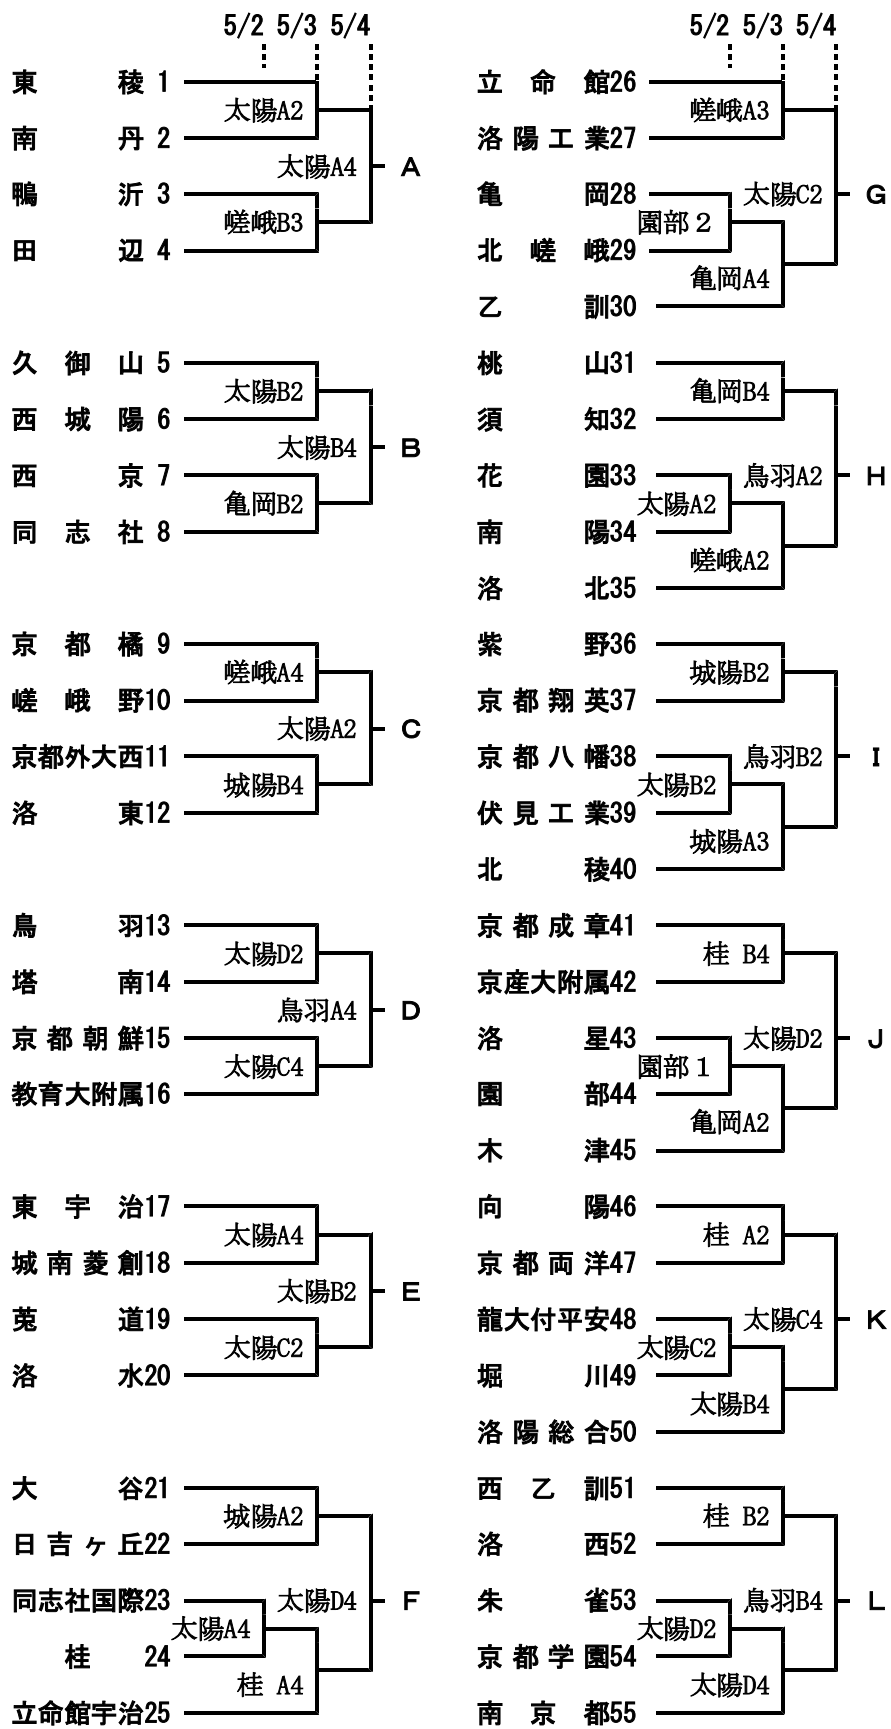 5/2 5/3 5/4
東稜 1
太陽A2
南丹 2
太陽A4
A
鴨沂 3
嵯峨B3
田辺 4
久御山 5
太陽B2
西城陽 6
太陽B4
B
西京 7
亀岡B2
同志社 8
京都橘 9
嵯峨A4
嵯峨野10
太陽A2
C
京都外大西11
城陽B4
洛東12
鳥羽13
太陽D2
塔南14
鳥羽A4
D
京都朝鮮15
太陽C4
教育大附属16
東宇治17
太陽A4
城南菱創18
太陽B2
E
莵道19
太陽C2
洛水20
大谷21
城陽A2
日吉ヶ丘22
同志社国際23
太陽D4
F
太陽A4
桂24
桂 A4
立命館宇治25
5/2 5/3 5/4
立命館26
嵯峨A3
洛陽工業27
亀岡28
太陽C2
G
園部２
北嵯峨29
亀岡A4
乙訓30
桃山31
亀岡B4
須知32
花園33
鳥羽A2
H
太陽A2
南陽34
嵯峨A2
洛北35
紫野36
城陽B2
京都翔英37
京都八幡38
鳥羽B2
I
太陽B2
伏見工業39
城陽A3
北稜40
京都成章41
桂 B4
京産大附属42
洛星43
太陽D2
J
園部１
園部44
亀岡A2
木津45
向陽46
桂 A2
京都両洋47
龍大付平安48
太陽C4
K
太陽C2
堀川49
太陽B4
洛陽総合50
西乙訓51
桂 B2
洛西52
朱雀53
鳥羽B4
L
太陽D2
京都学園54
太陽D4
南京都55